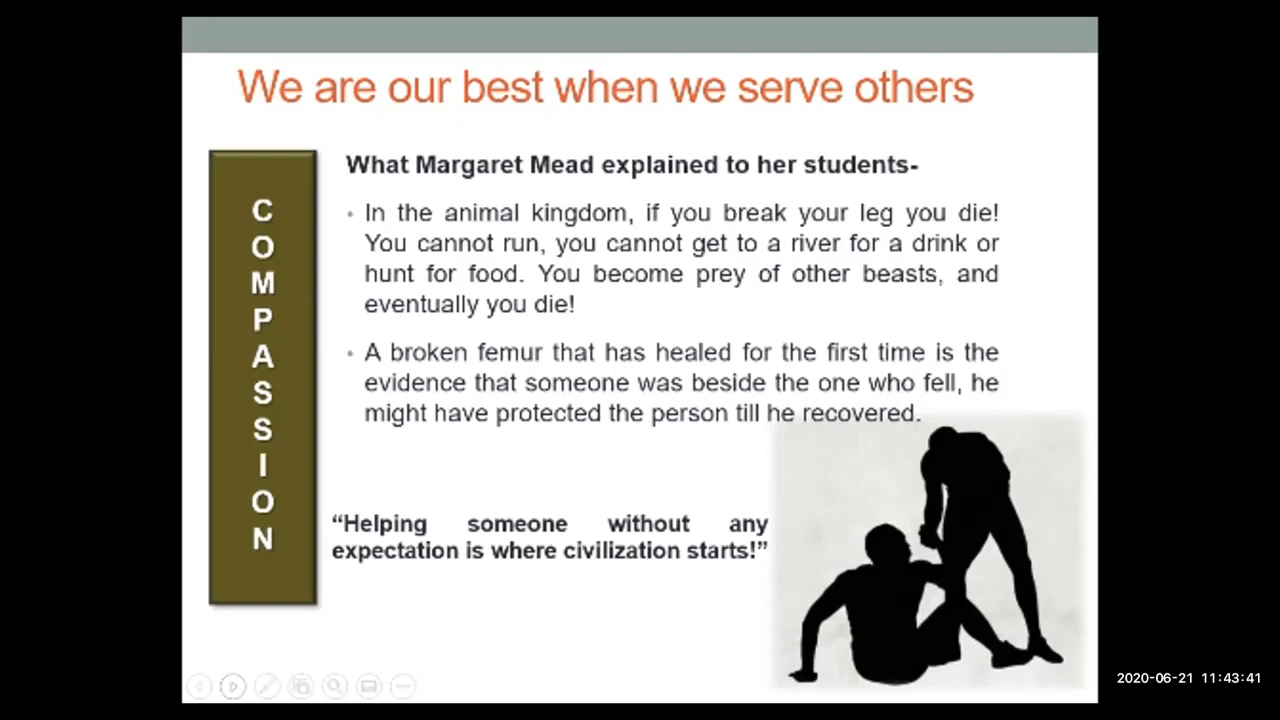 We are our best when we serve others
COMPASSION
What Margaret Mead explained to her students-
• In the animal kingdom, if you break your leg you die!
You cannot run, you cannot get to a river for a drink or
hunt for food. You become prey of other beasts, and
eventually you die!
• A broken femur that has healed for the first time is the
evidence that someone was beside the one who fell, he
might have protected the person till he recovered.
“Helping someone without any
expectation is where civilization starts!”
2020-06-21 11:43:41